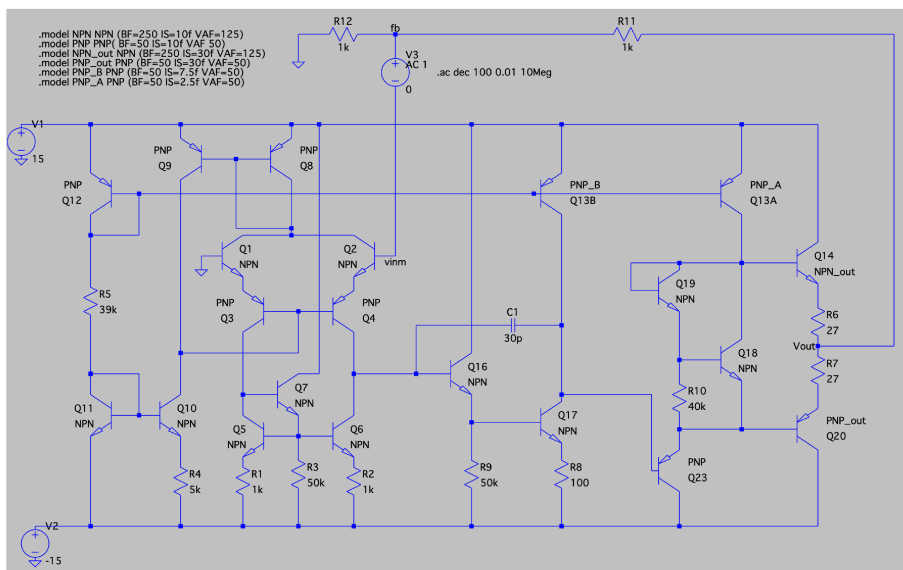 R12
1k
fb
R11
1k
.model NPN NPN (BF=250 IS=10f VAF=125)
.model PNP PNP( BF=50 IS=10f VAF 50)
.model NPN_out NPN (BF=250 IS=30f VAF=125)
.model PNP_out PNP (BF=50 IS=30f VAF=50)
.model PNP_B PNP (BF=50 IS=7.5f VAF=50)
.model PNP_A PNP (BF=50 IS=2.5f VAF=50)
V3
AC 1
0
.ac dec 100 0.01 10Meg
V1
15
PNP
Q9
PNP
Q8
PNP
Q12
PNP_B
Q13B
PNP_A
Q13A
Q1
NPN
Q2
NPN
vinm
Q14
NPN_out
Q19
NPN
R5
39k
PNP
Q3
PNP
Q4
C1
30p
R6
27
Vout
R7
27
Q16
NPN
Q18
NPN
R10
40k
Q11
NPN
Q10
NPN
Q7
NPN
Q5
NPN
Q6
NPN
Q17
NPN
PNP_out
Q20
R4
5k
R1
1k
R3
50k
R2
1k
R9
50k
R8
100
PNP
Q23
V2
-15